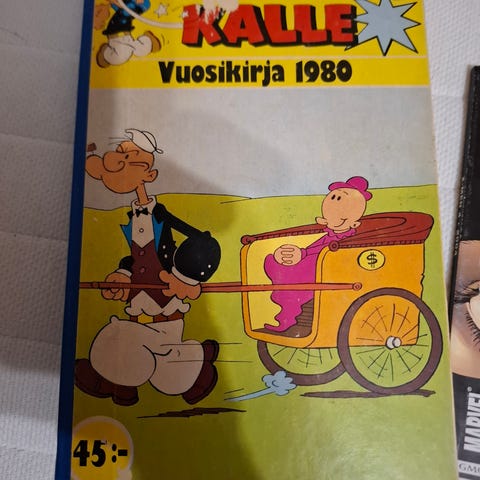 KALLE
Vuosikirja 1980
$
45:-
MARVEL